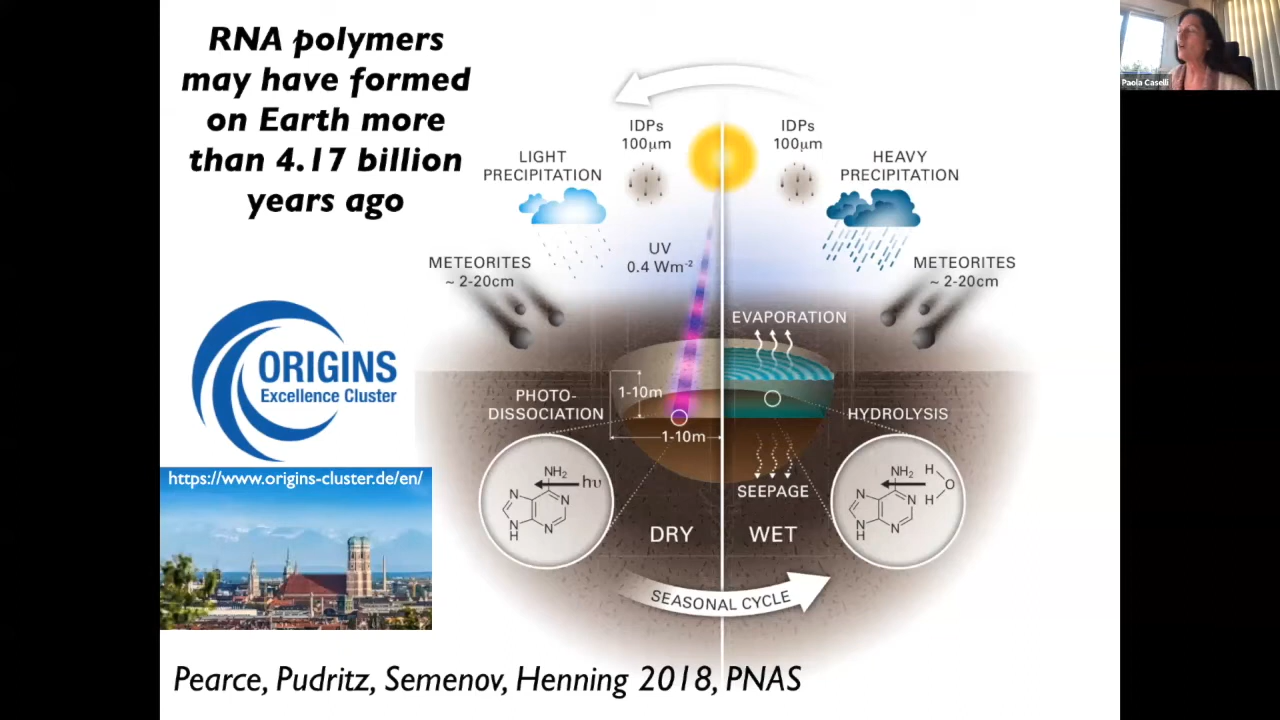 RNA polymers
may have formed
on Earth more
than 4.17 billion
years ago
Paola Caselli
IDPs
100μm
IDPs
100μm
LIGHT
PRECIPITATION
HEAVY
PRECIPITATION
UV
0.4 Wm⁻²
METEORITES
~ 2-20cm
METEORITES
~ 2-20cm
EVAPORATION
ORIGINS
Excellence Cluster
1-10m
PHOTO-
DISSOCIATION
HYDROLYSIS
1-10m
https://www.origins-cluster.de/en/
NH₂
hυ
N
N
N
H
N
NH₂
H
O
H
N
N
N
H
N
SEEPAGE
DRY
WET
SEASONAL CYCLE
Pearce, Pudritz, Semenov, Henning 2018, PNAS